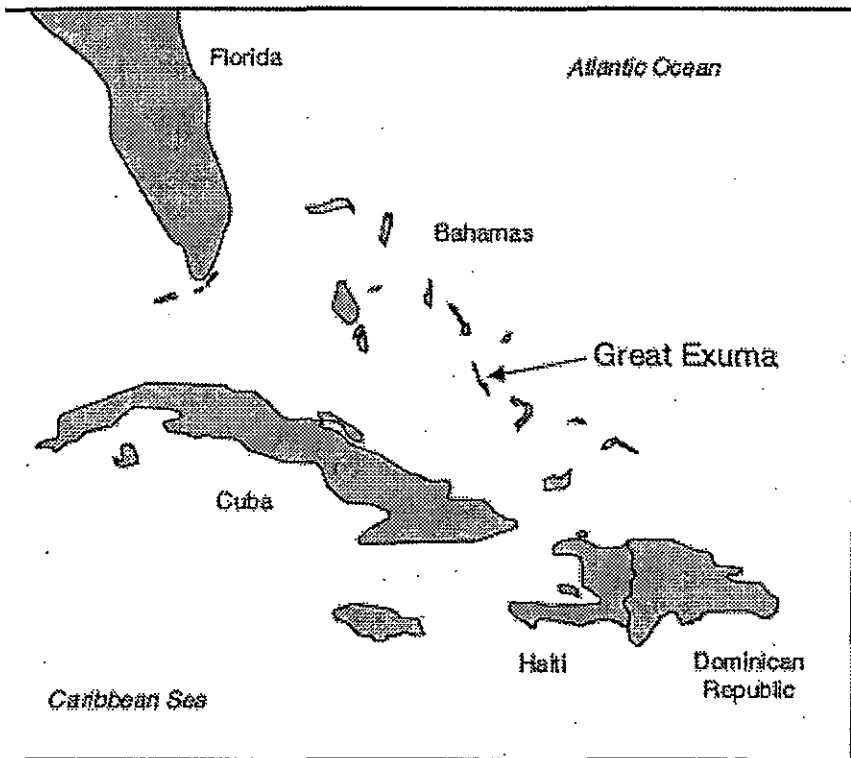 Florida
Atlantic Ocean
Bahamas
Great Exuma
Cuba
Haiti
Dominican
Republic
Caribbean Sea